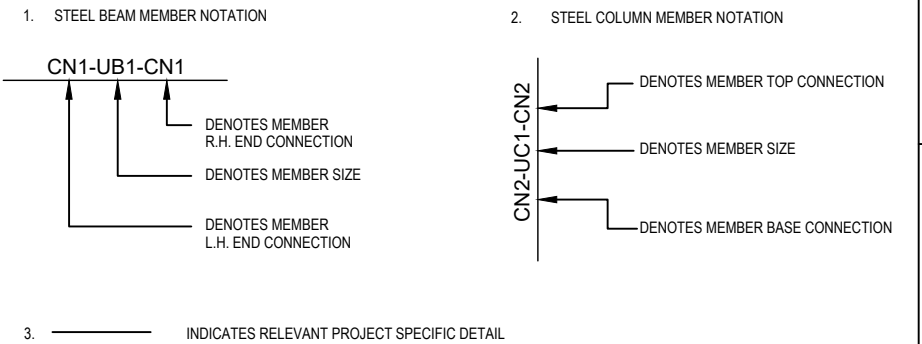 1. STEEL BEAM MEMBER NOTATION
CN1-UB1-CN1
DENOTES MEMBER
R.H. END CONNECTION
DENOTES MEMBER SIZE
DENOTES MEMBER
L.H. END CONNECTION
2. STEEL COLUMN MEMBER NOTATION
CN2-UC1-CN2
DENOTES MEMBER TOP CONNECTION
DENOTES MEMBER SIZE
DENOTES MEMBER BASE CONNECTION
3. INDICATES RELEVANT PROJECT SPECIFIC DETAIL